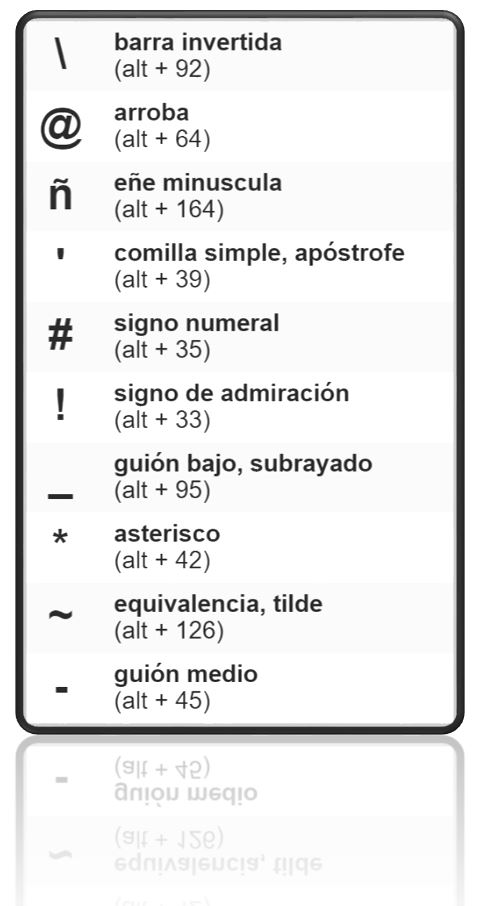 \ barra invertida
(alt + 92)
@ arroba
(alt + 64)
ñ eñe minuscula
(alt + 164)
' comilla simple, apóstrofe
(alt + 39)
# signo numeral
(alt + 35)
! signo de admiración
(alt + 33)
_ guión bajo, subrayado
(alt + 95)
* asterisco
(alt + 42)
~ equivalencia, tilde
(alt + 126)
- guión medio
(alt + 45)